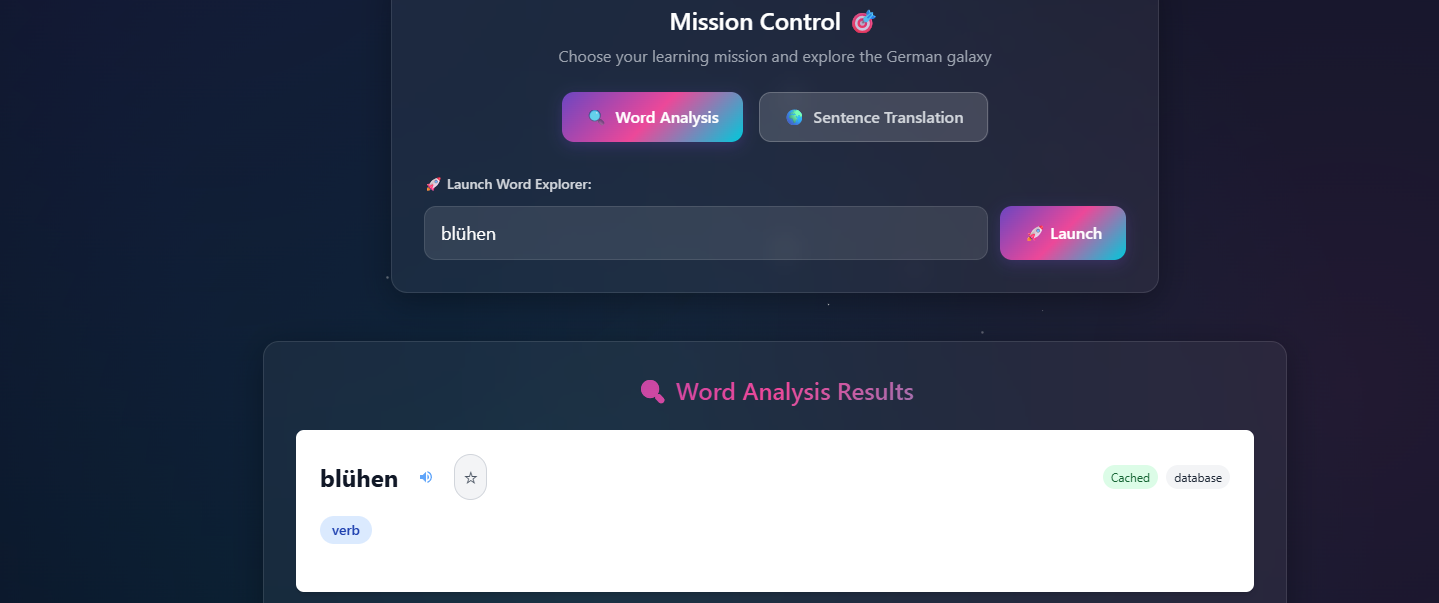 Mission Control 🎯
Choose your learning mission and explore the German galaxy
🔍 Word Analysis
🌍 Sentence Translation
🚀 Launch Word Explorer:
blühen
🚀 Launch
🔍 Word Analysis Results
blühen 🔊 ☆
Cached
database
verb